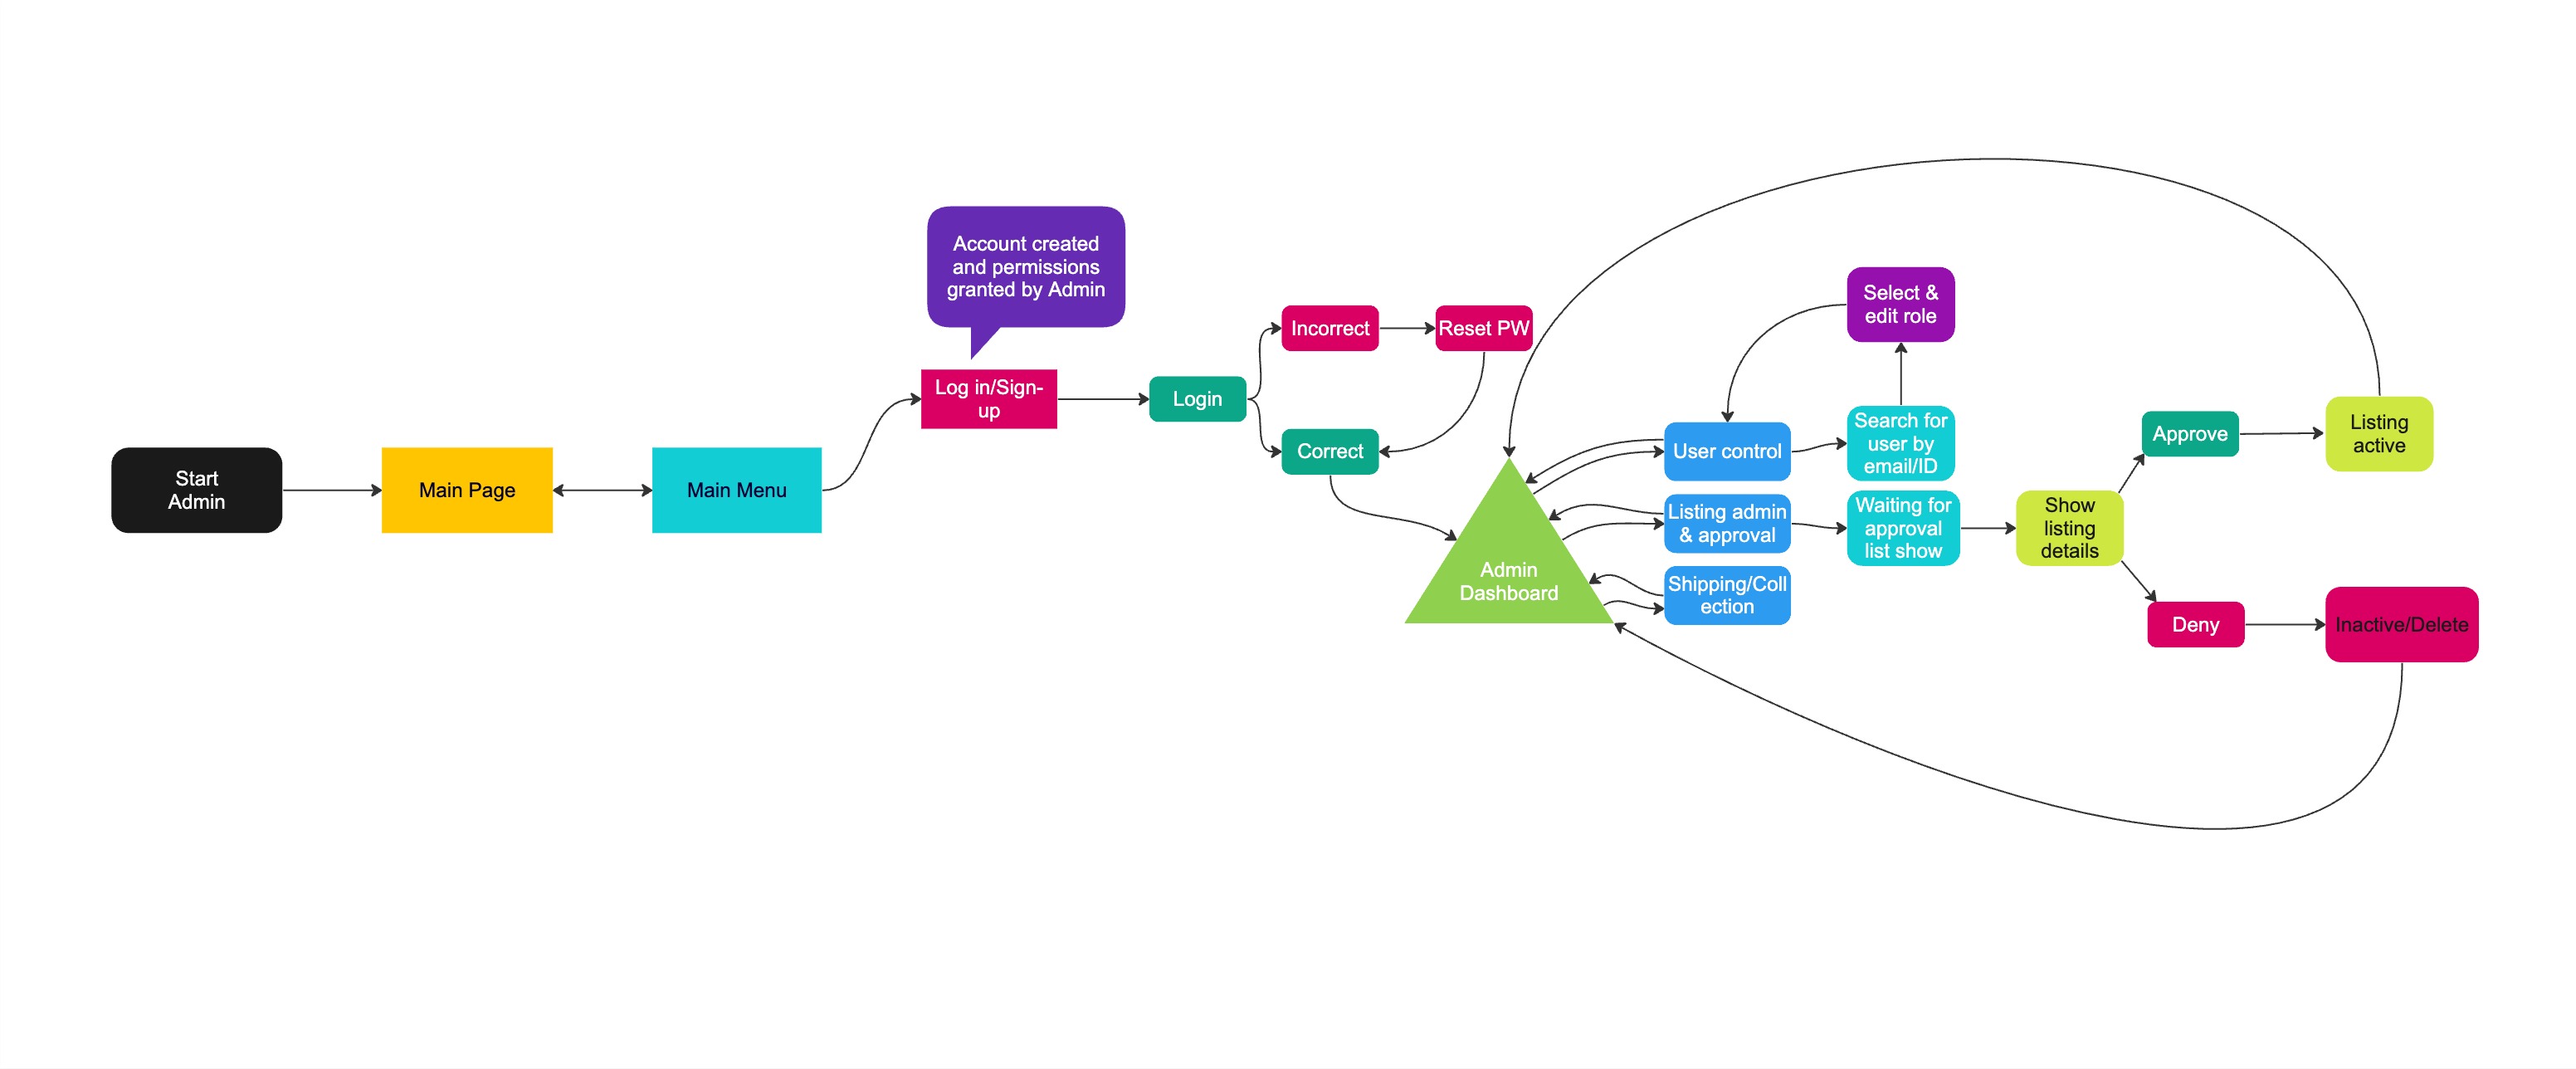 Start
Admin
Main Page
Main Menu
Account created
and permissions
granted by Admin
Log in/Sign-
up
Login
Incorrect
Reset PW
Correct
Admin
Dashboard
Select &
edit role
User control
Search for
user by
email/ID
Listing admin
& approval
Waiting for
approval
list show
Shipping/Coll
ection
Show
listing
details
Approve
Listing
active
Deny
Inactive/Delete